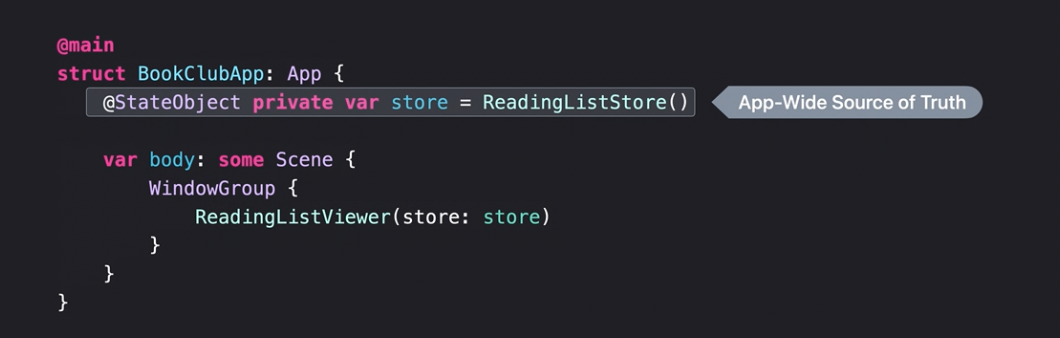 @main
struct BookClubApp: App {
@StateObject private var store = ReadingListStore()
App-Wide Source of Truth
var body: some Scene {
WindowGroup {
ReadingListViewer(store: store)
}
}
}